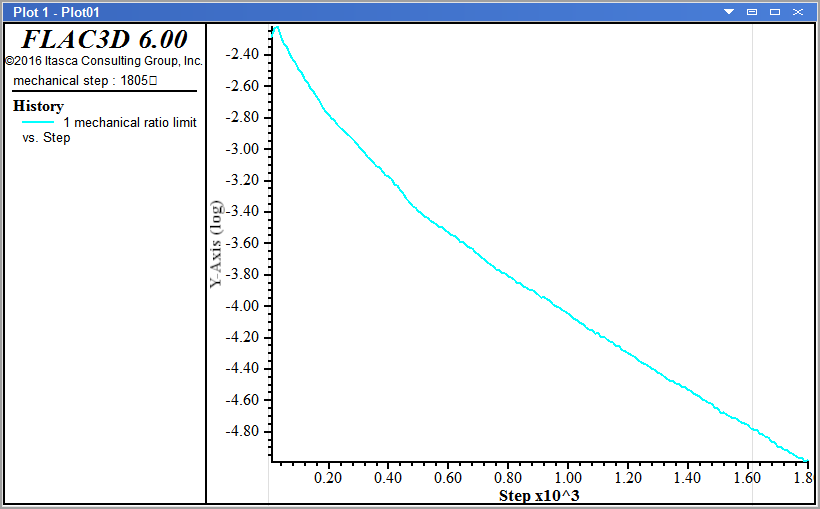 Plot 1 - Plot01
FLAC3D 6.00
©2016 Itasca Consulting Group, Inc.
mechanical step : 1805
History
1 mechanical ratio limit
vs. Step
Y-Axis (log)
-2.40
-2.60
-2.80
-3.00
-3.20
-3.40
-3.60
-3.80
-4.00
-4.20
-4.40
-4.60
-4.80
0.20 0.40 0.60 0.80 1.00 1.20 1.40 1.60 1.8
Step x10^3